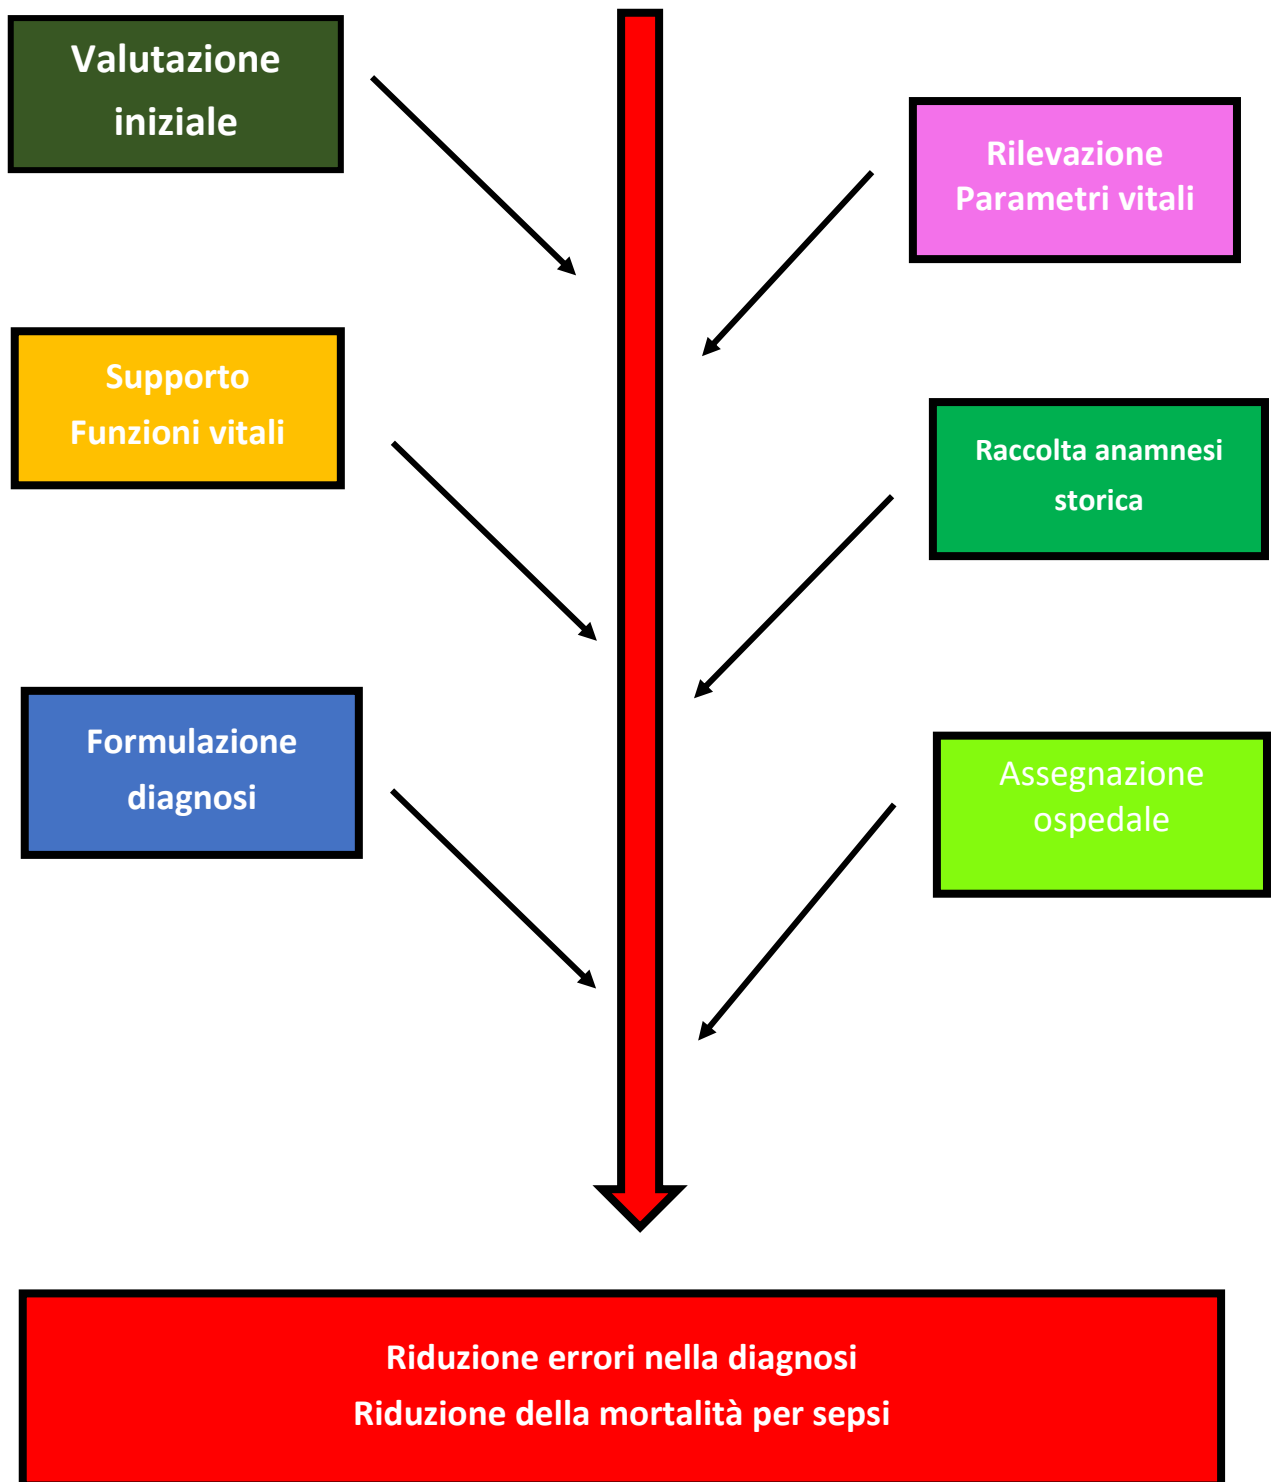 Valutazione
iniziale
Rilevazione
Parametri vitali
Supporto
Funzioni vitali
Raccolta anamnesi
storica
Formulazione
diagnosi
Assegnazione
ospedale
Riduzione errori nella diagnosi
Riduzione della mortalità per sepsi